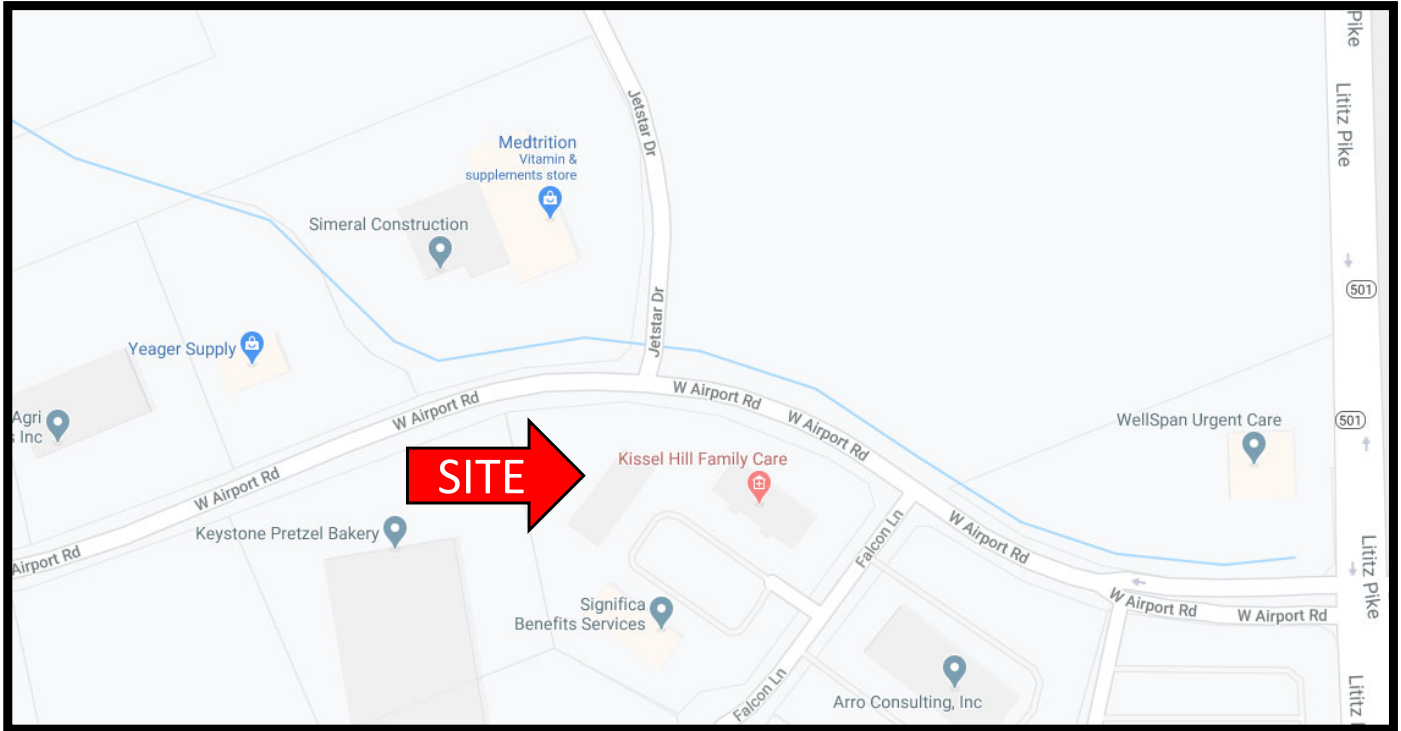 Pike
Lititz Pike
Jetstar Dr
Medtrition
Vitamin &
supplements store
Simeral Construction
501
Jetstar Dr
Yeager Supply
W Airport Rd
W Airport Rd
W Airport Rd
WellSpan Urgent Care
501
Agri
s Inc
SITE
Kissel Hill Family Care
W Airport Rd
Keystone Pretzel Bakery
Falcon Ln
W Airport Rd
Airport Rd
Lititz Pike
W Airport Rd
W Airport Rd
Significa
Benefits Services
Falcon Ln
Arro Consulting, Inc
Lititz